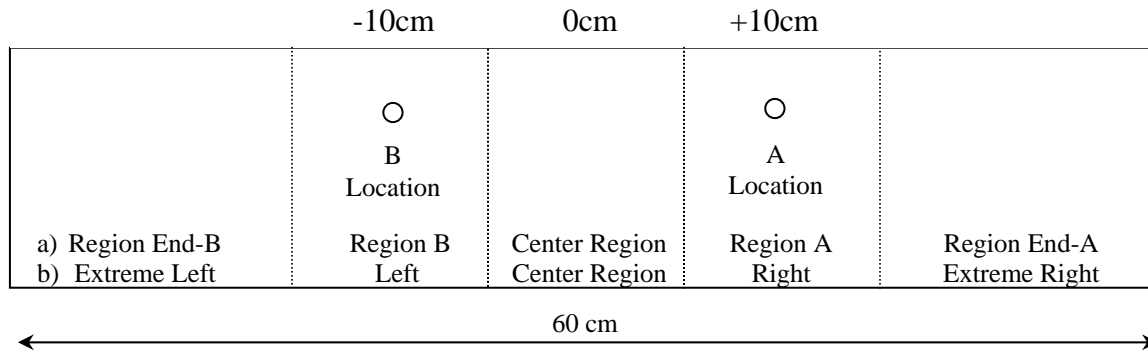 -10cm 0cm +10cm
B A
Location Location
a) Region End-B Region B Center Region Region A Region End-A
b) Extreme Left Left Center Region Right Extreme Right
60 cm